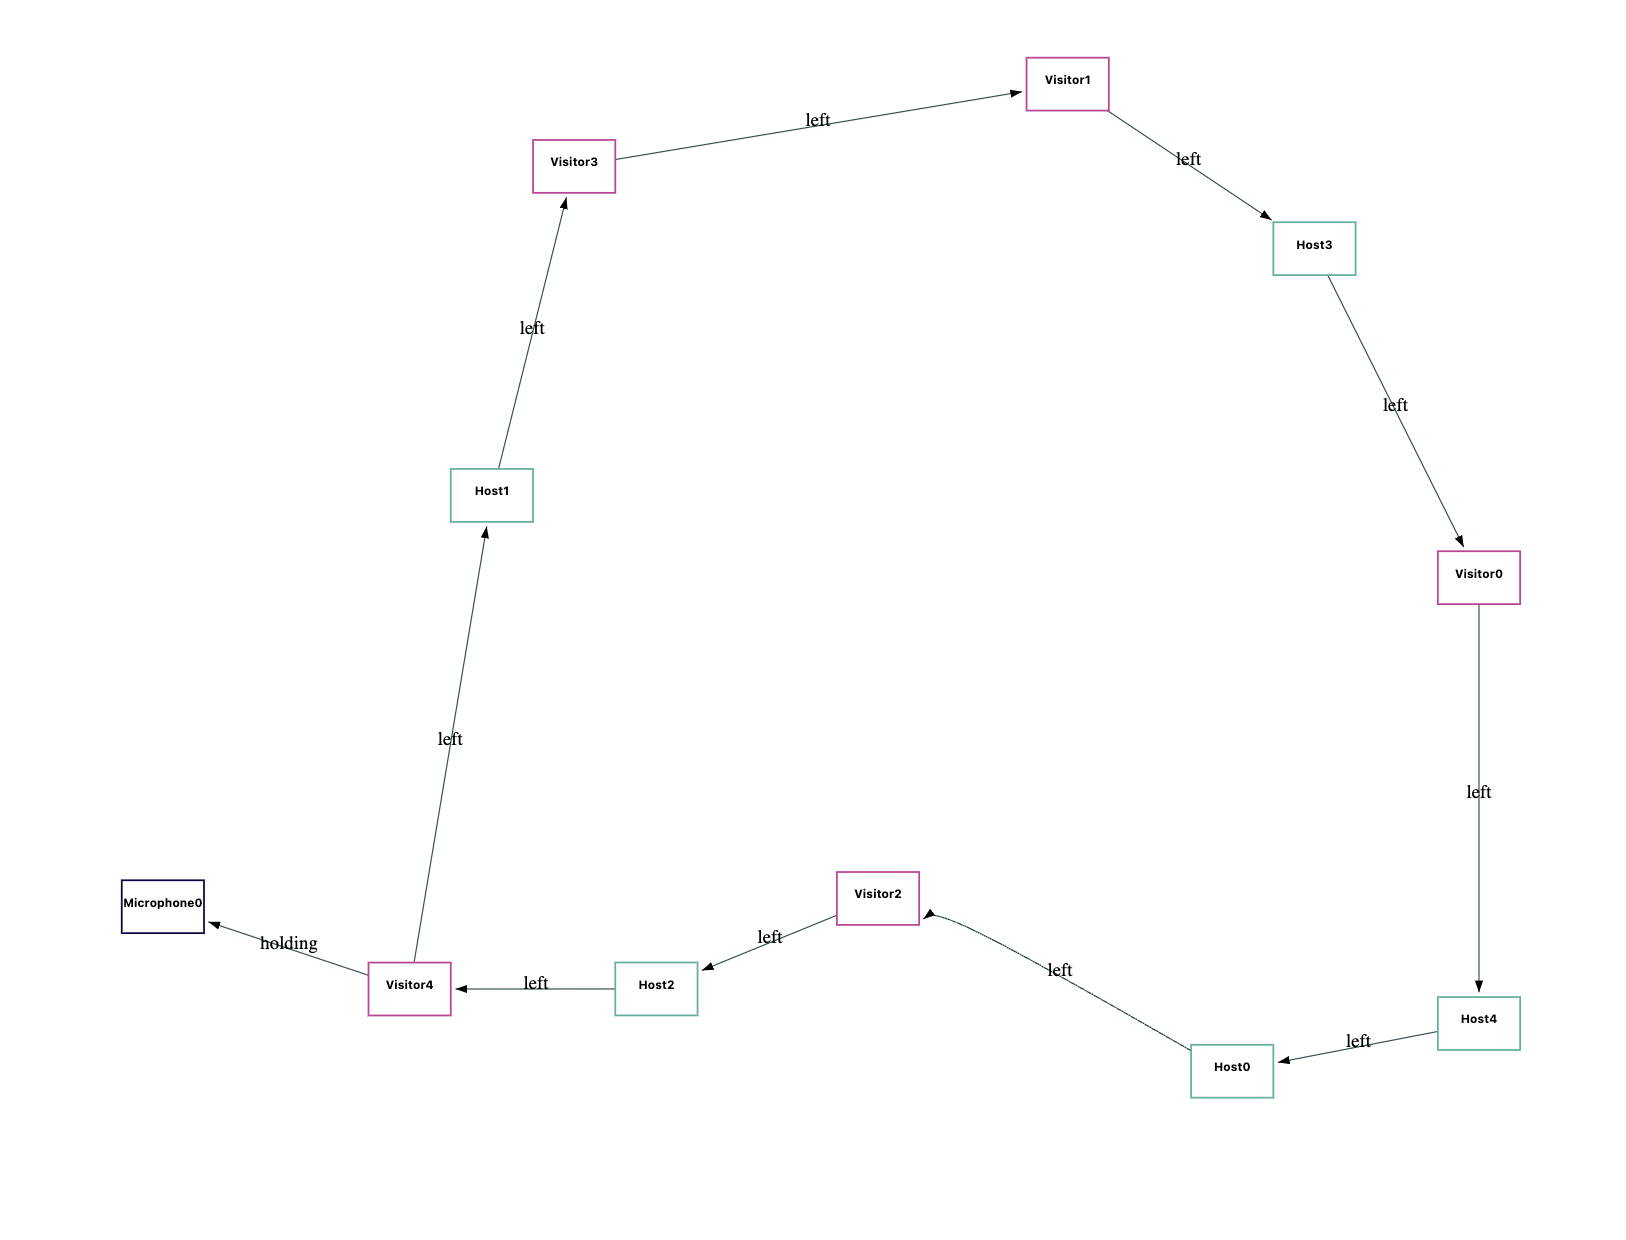 Visitor1
left
Visitor3
left
Host3
left
left
Host1
Visitor0
left
left
Visitor2
Microphone0
left
holding
left
left
Visitor4
Host2
Host4
left
Host0